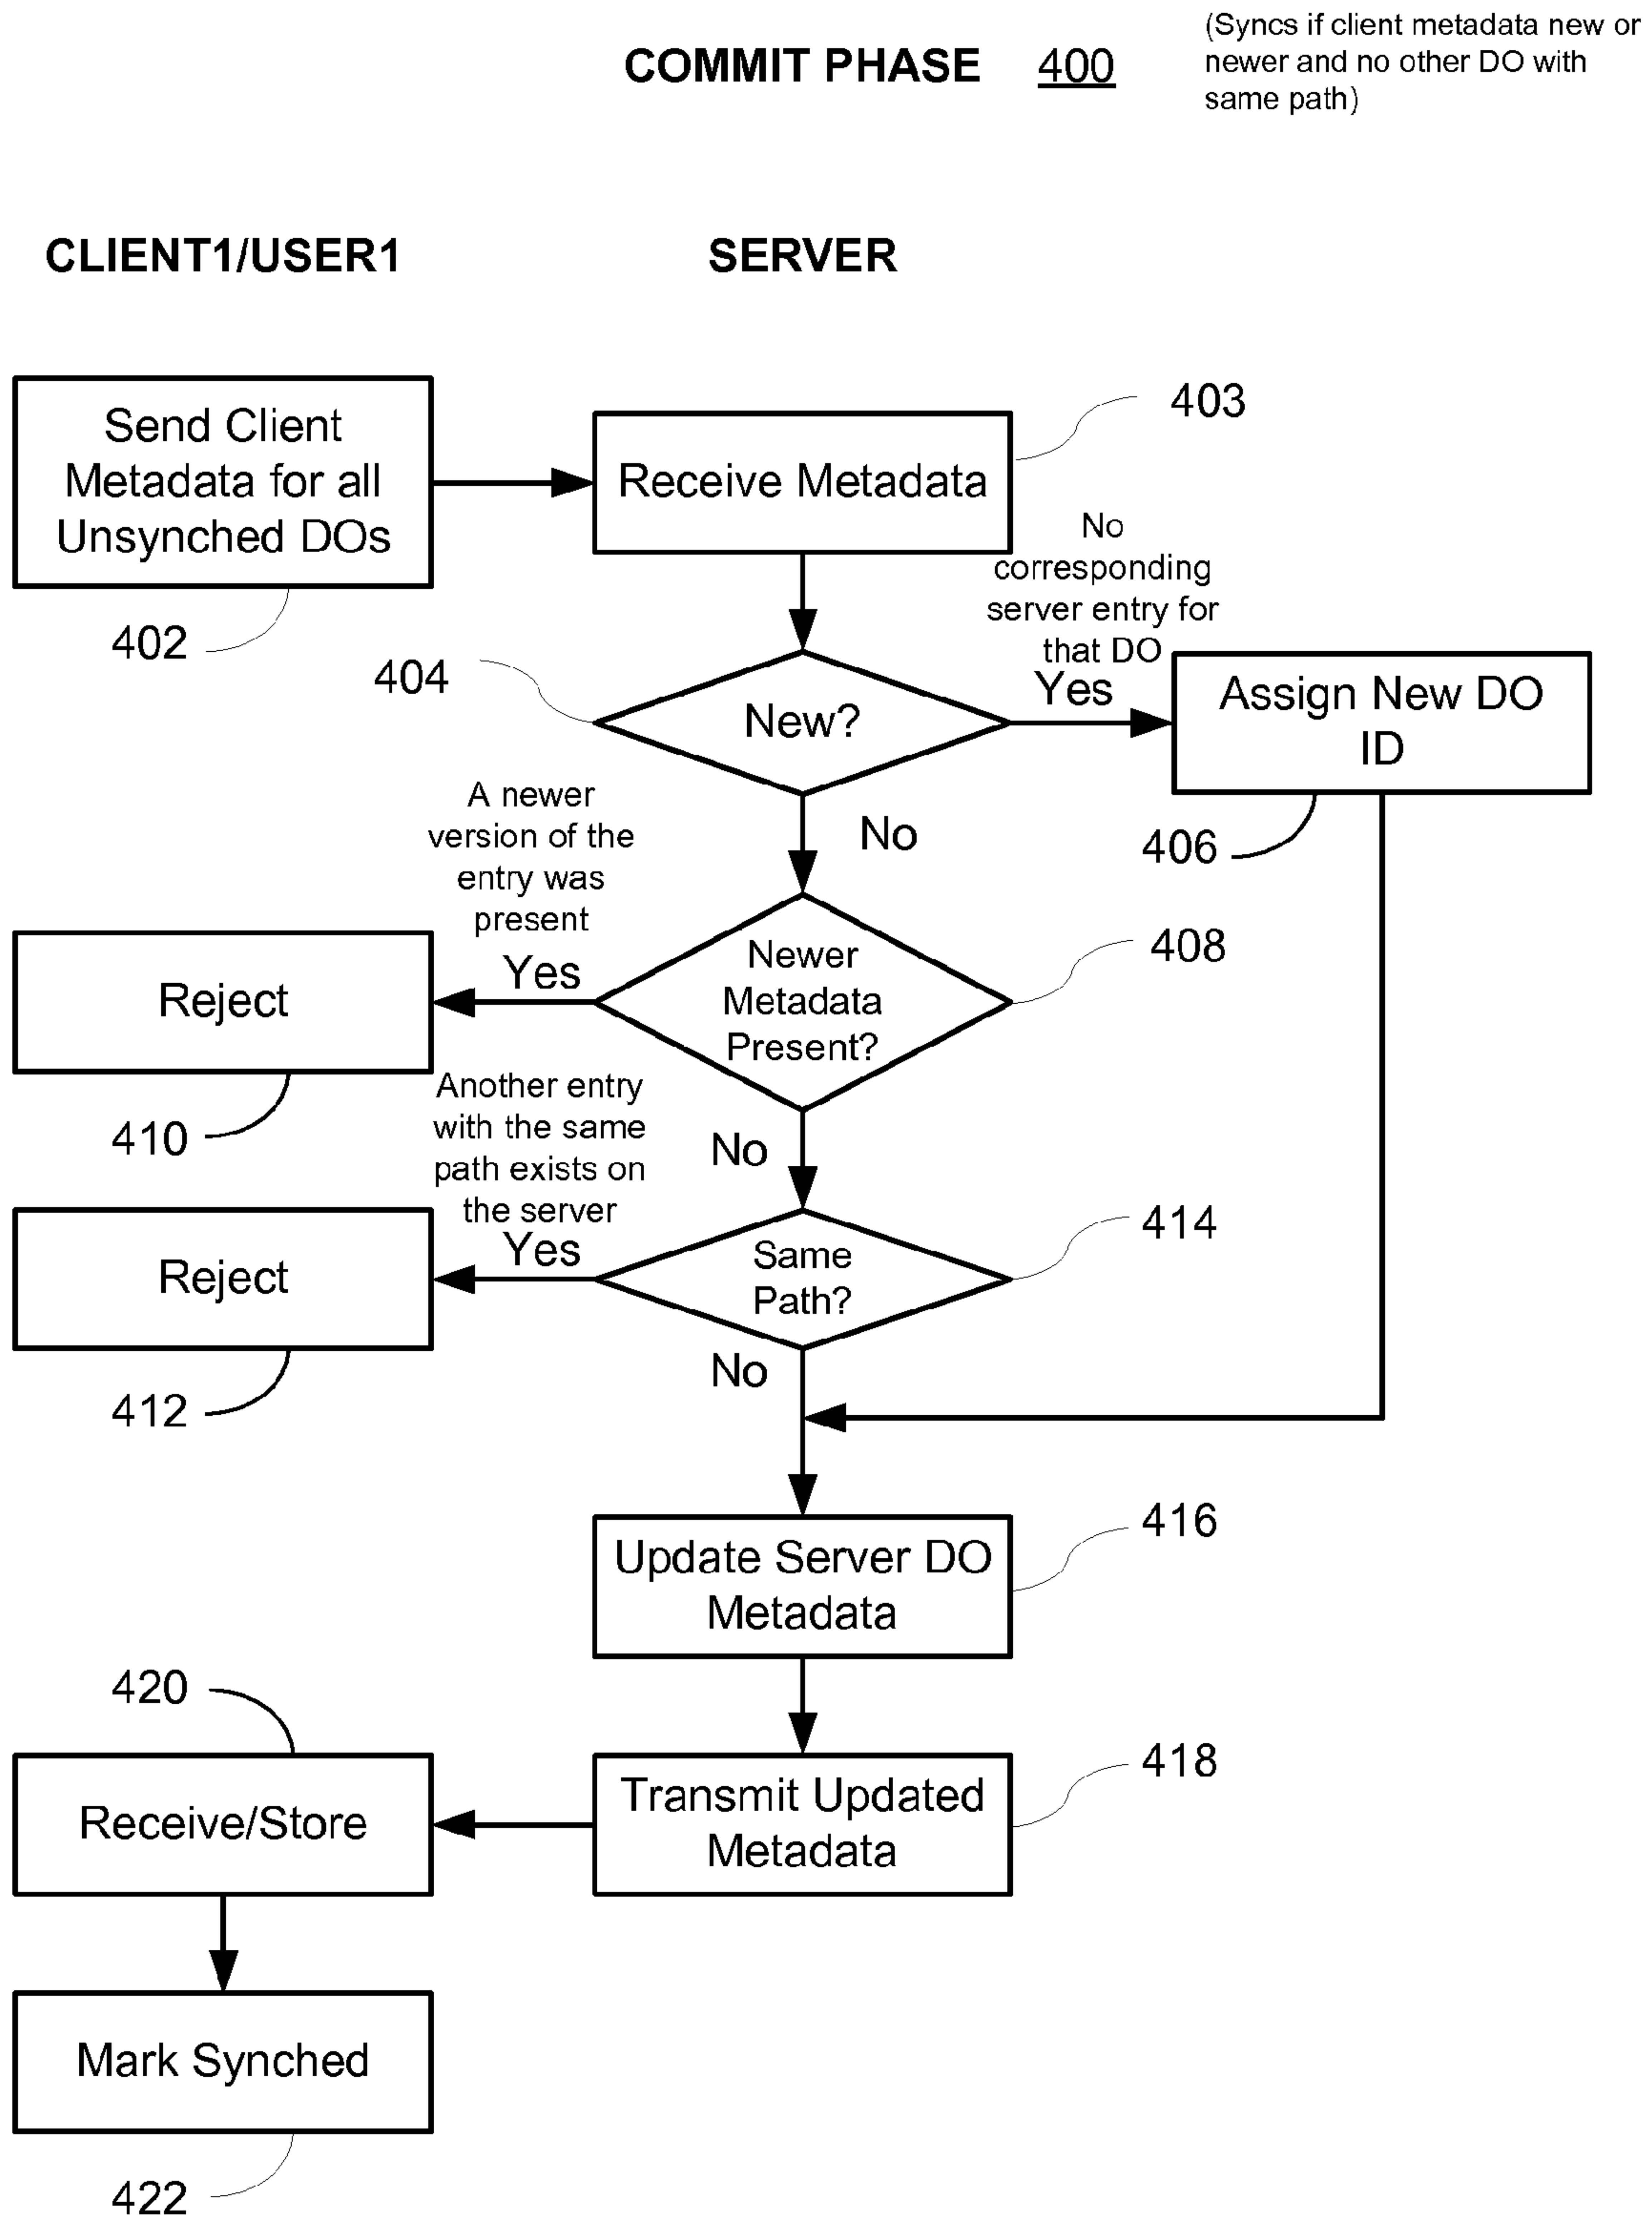 COMMIT PHASE 400
(Syncs if client metadata new or
newer and no other DO with
same path)
CLIENT1/USER1
SERVER
Send Client
Metadata for all
Unsynched DOs
402
Receive Metadata
403
No
corresponding
server entry for
that DO
Yes
404
New?
Assign New DO
ID
406
No
A newer
version of the
entry was
present
Yes
Newer
Metadata
Present?
408
Reject
410
No
Another entry
with the same
path exists on
the server
Yes
Same
Path?
414
Reject
412
No
Update Server DO
Metadata
416
Transmit Updated
Metadata
418
420
Receive/Store
Mark Synched
422